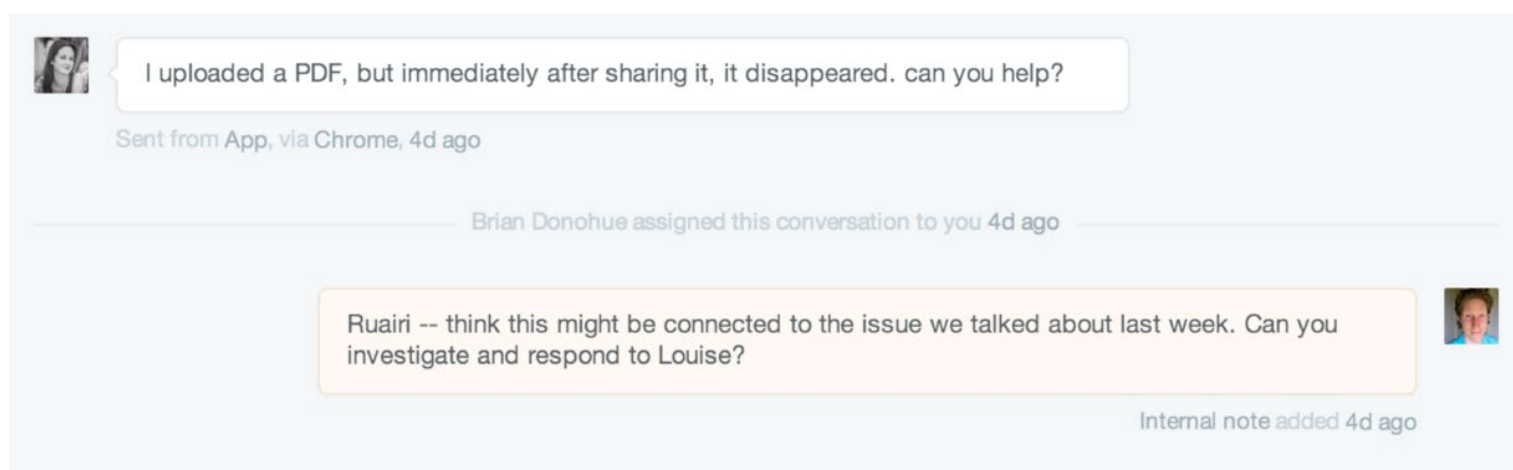 I uploaded a PDF, but immediately after sharing it, it disappeared. can you help?
Sent from App, via Chrome, 4d ago
Brian Donohue assigned this conversation to you 4d ago
Ruairi -- think this might be connected to the issue we talked about last week. Can you
investigate and respond to Louise?
Internal note added 4d ago